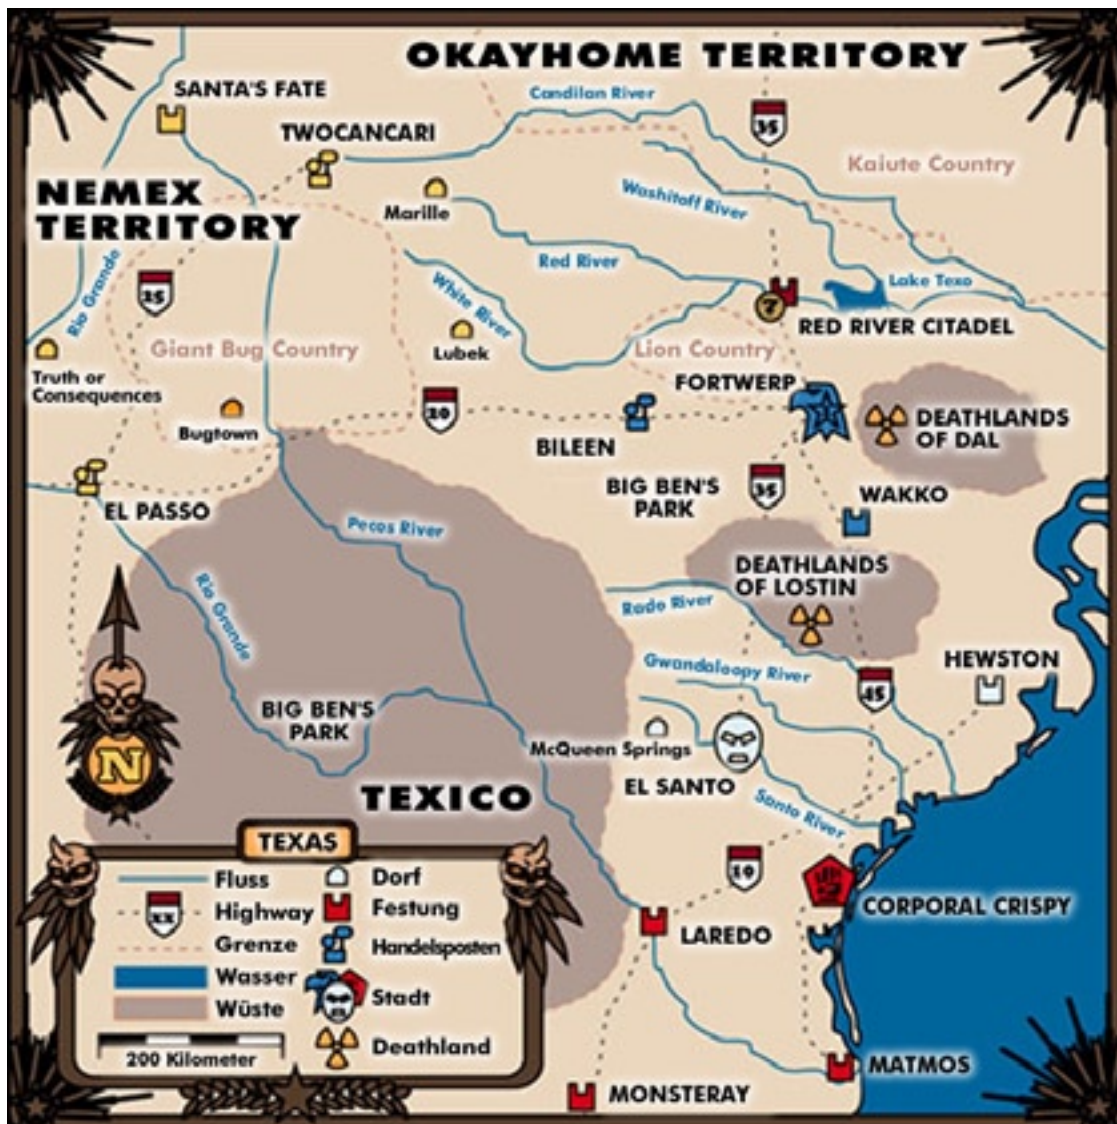 OKAYHOME TERRITORY
SANTA'S FATE
Candilan River
35
TWOCANCARI
Kaiute Country
NEMEX
TERRITORY
Marille
Washitoff River
Rio Grande
Red River
25
White River
Lake Texo
7
RED RIVER CITADEL
Giant Bug Country
Lubek
Lion Country
Truth or
Consequences
FORTWERP
20
Bugtown
BILEEN
DEATHLANDS
OF DAL
EL PASSO
BIG BEN'S
PARK
35
WAKKO
Pecos River
DEATHLANDS
OF LOSTIN
Rio Grande
Rado River
Gwandaloopy River
HEWSTON
45
BIG BEN'S
PARK
McQueen Springs
EL SANTO
N
TEXICO
Santo River
10
CORPORAL CRISPY
LAREDO
MATMOS
MONSTERAY
TEXAS
Fluss
Dorf
XX
Highway
Festung
Grenze
Handelsposten
Wasser
Stadt
Wüste
200 Kilometer
Deathland